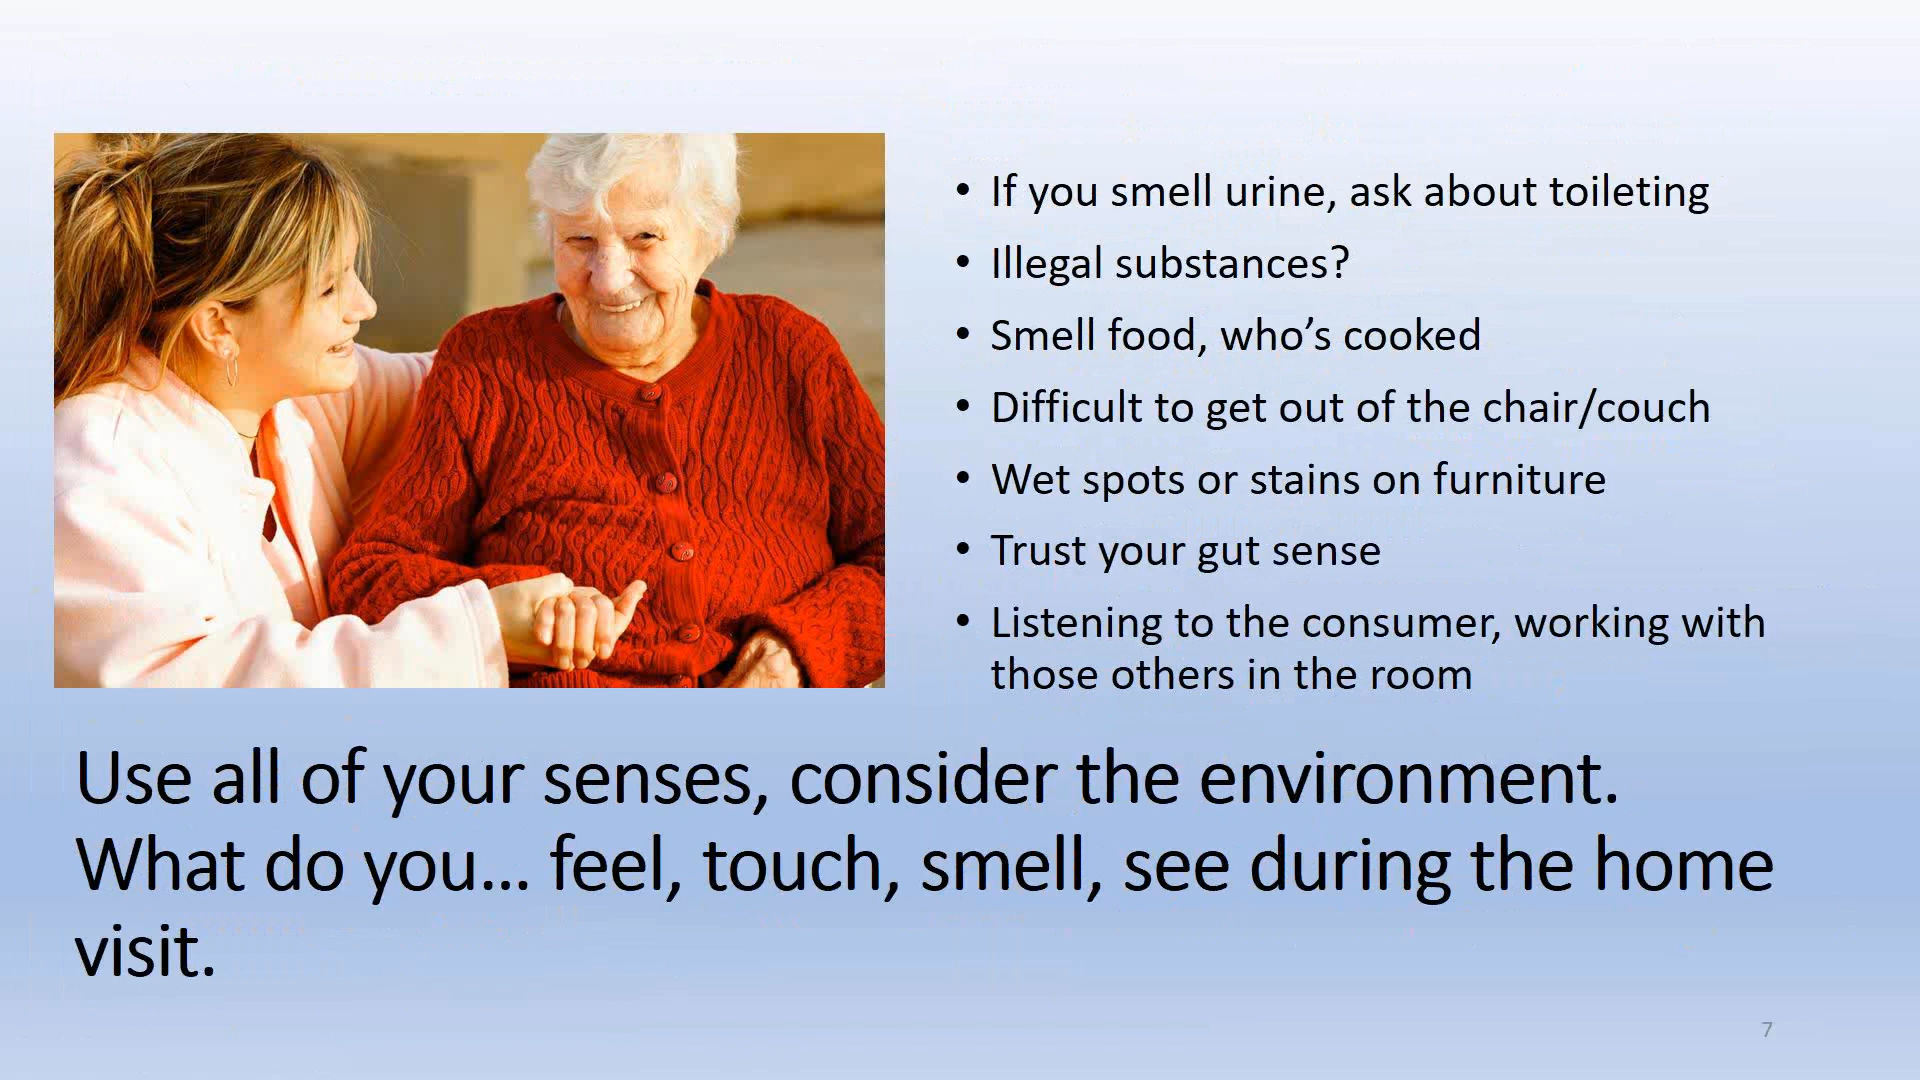 • If you smell urine, ask about toileting
• Illegal substances?
• Smell food, who’s cooked
• Difficult to get out of the chair/couch
• Wet spots or stains on furniture
• Trust your gut sense
• Listening to the consumer, working with
those others in the room
Use all of your senses, consider the environment.
What do you... feel, touch, smell, see during the home
visit.
7